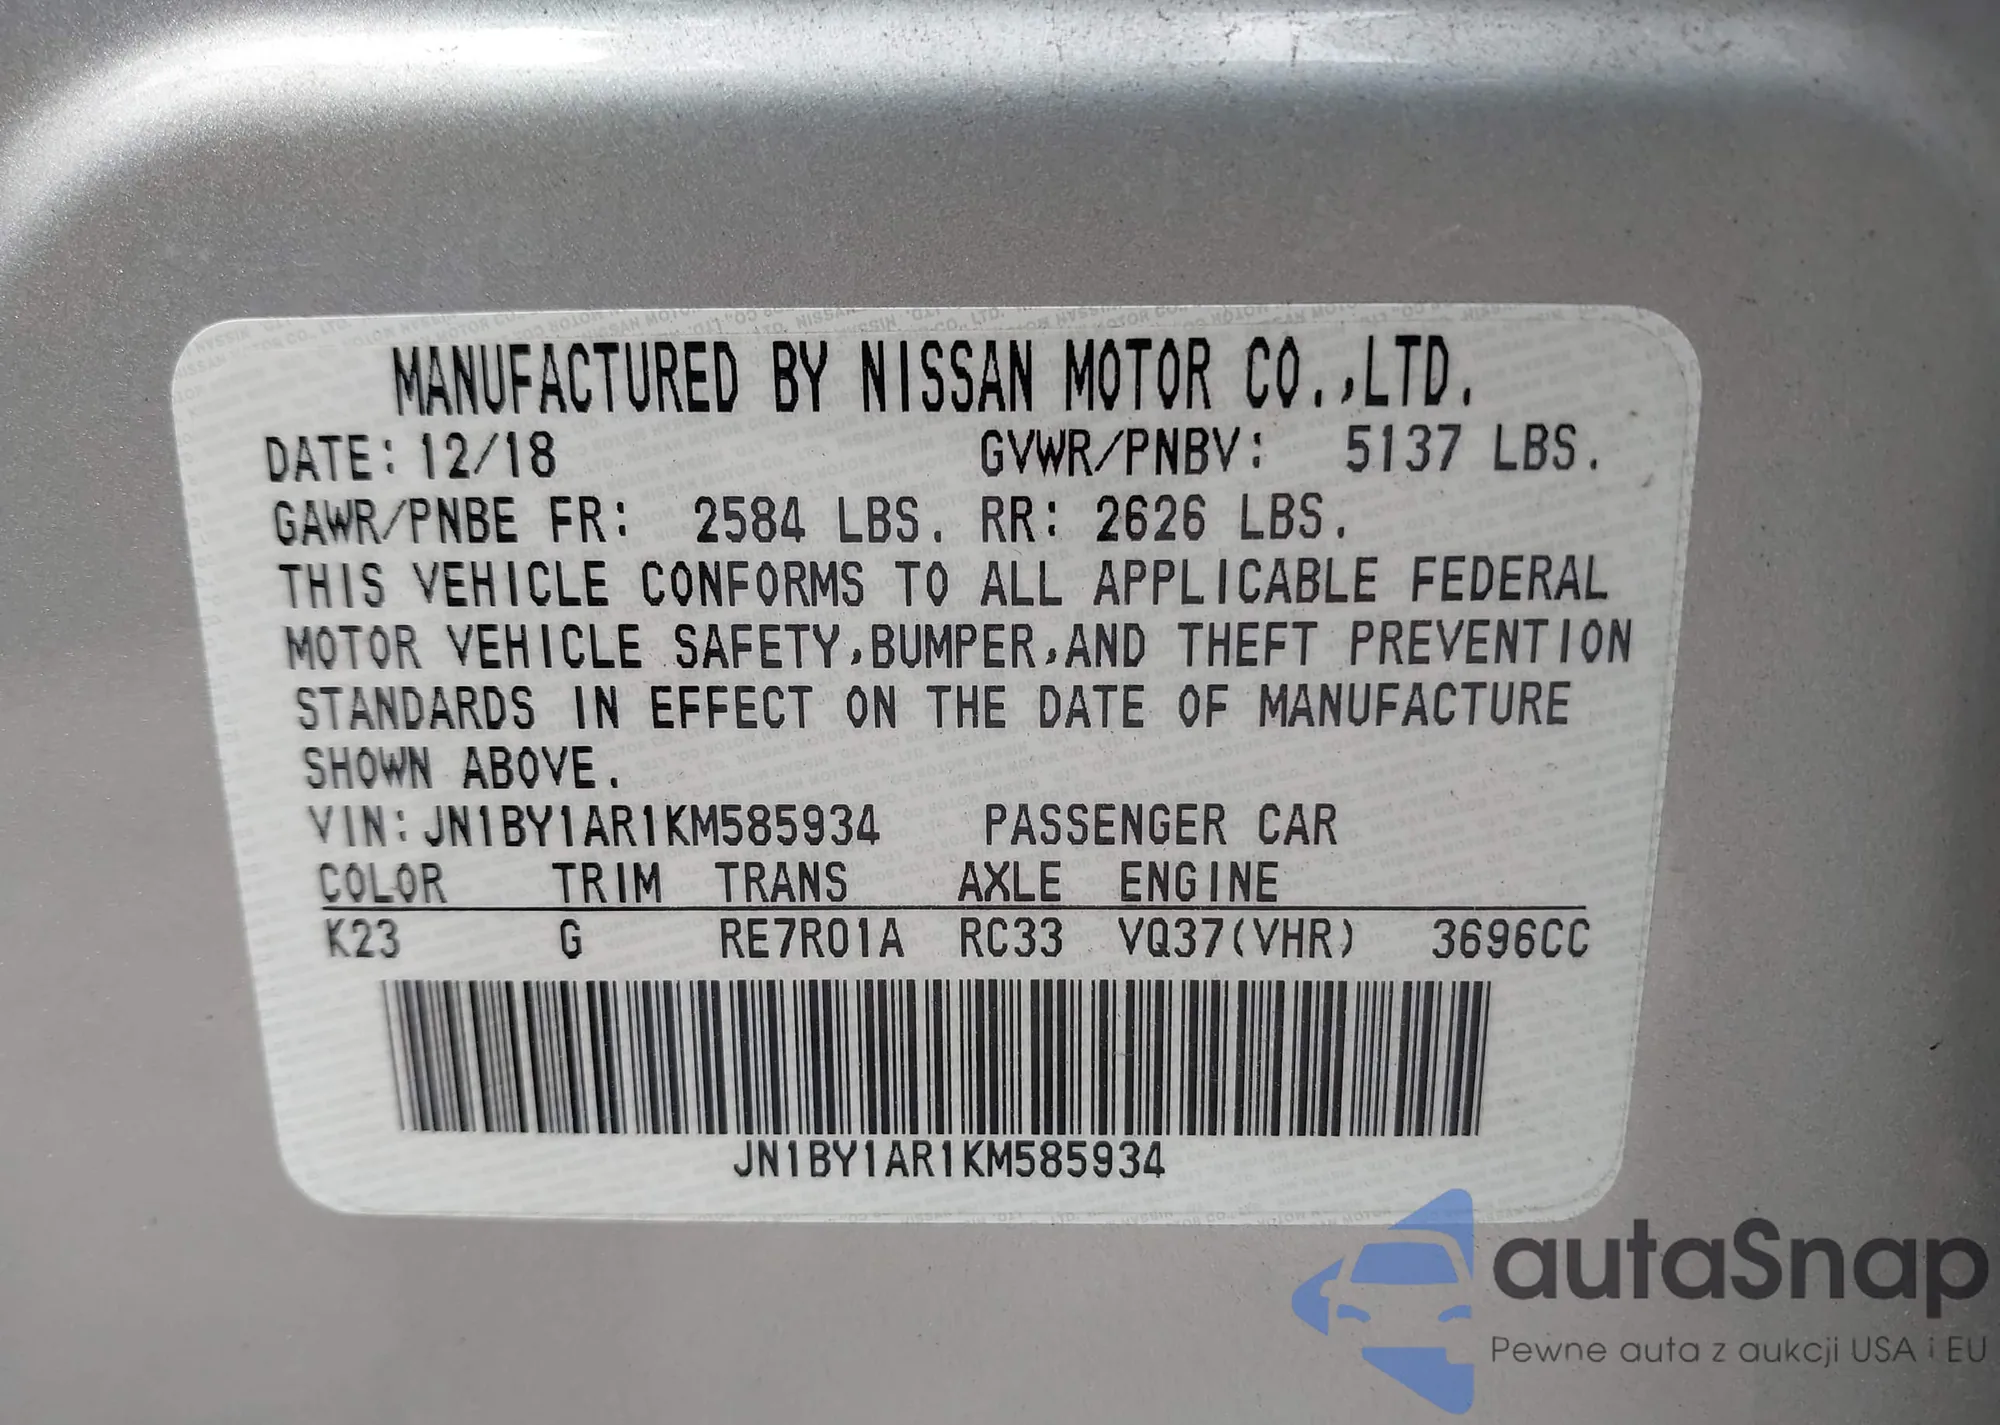 MANUFACTURED BY NISSAN MOTOR CO.,LTD.
DATE: 12/18 GVWR/PNBV: 5137 LBS.
GAWR/PNBE FR: 2584 LBS. RR: 2626 LBS.
THIS VEHICLE CONFORMS TO ALL APPLICABLE FEDERAL
MOTOR VEHICLE SAFETY,BUMPER,AND THEFT PREVENTION
STANDARDS IN EFFECT ON THE DATE OF MANUFACTURE
SHOWN ABOVE.
VIN: JN1BY1AR1KM585934 PASSENGER CAR
COLOR TRIM TRANS AXLE ENGINE
K23 G RE7R01A RC33 VQ37(VHR) 3696CC
JN1BY1AR1KM585934
autaSnap
Pewne auta z aukcji USA i EU